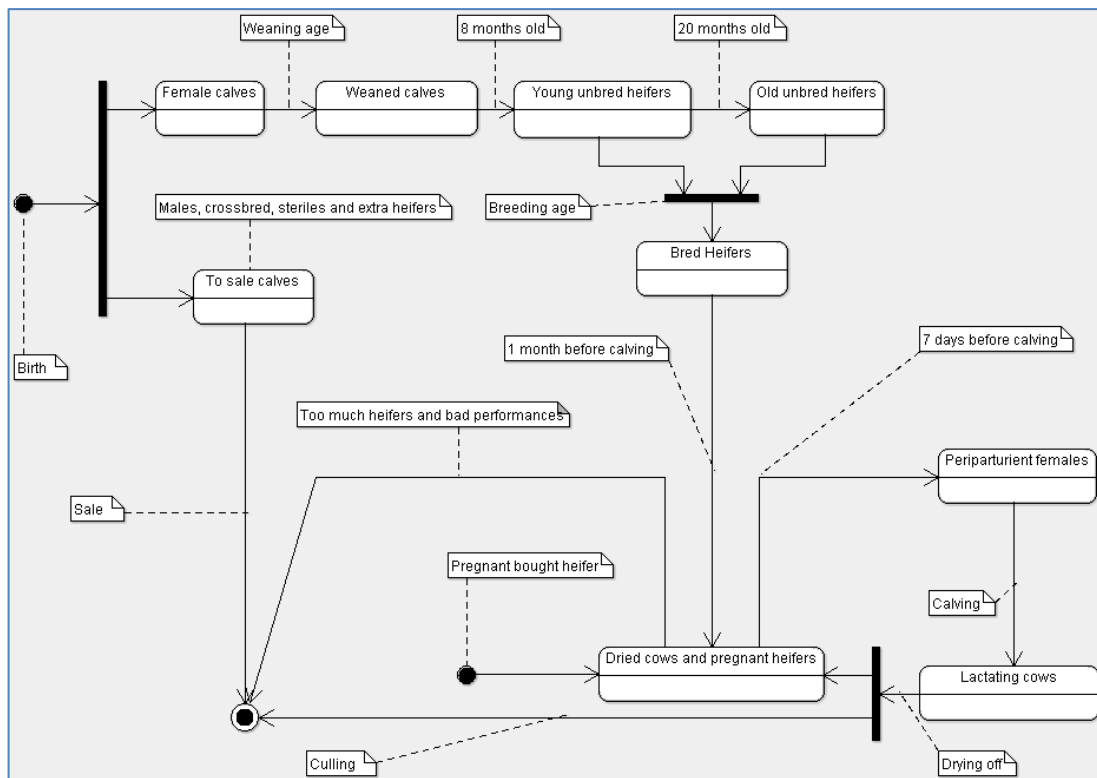 Weaning age
8 months old
20 months old
Female calves
Weaned calves
Young unbred heifers
Old unbred heifers
Males, crossbred, steriles and extra heifers
Breeding age
Bred Heifers
To sale calves
Birth
1 month before calving
7 days before calving
Too much heifers and bad performances
Periparturient females
Sale
Pregnant bought heifer
Calving
Dried cows and pregnant heifers
Lactating cows
Culling
Drying off